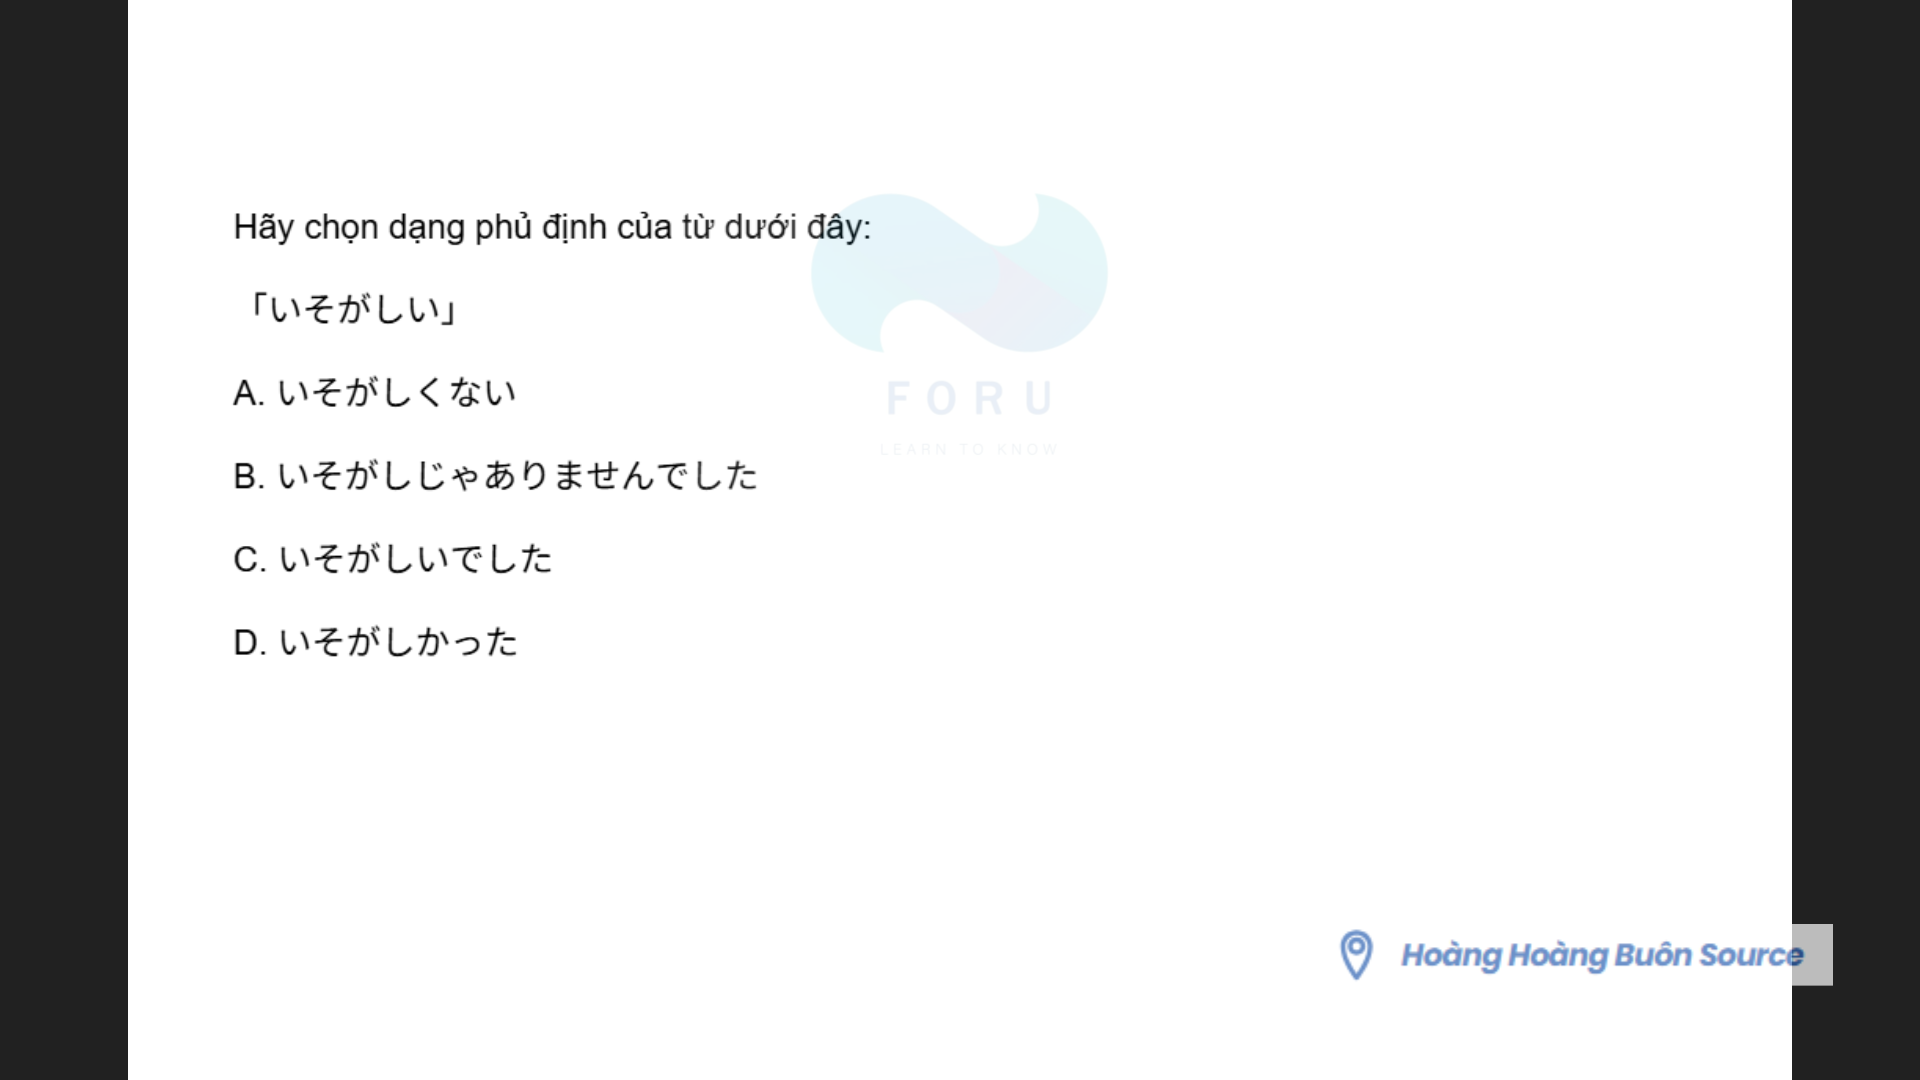 Hãy chọn dạng phủ định của từ dưới đây:
「いそがしい」
A. いそがしくない
B. いそがしじゃありませんでした
C. いそがしいでした
D. いそがしかった
FORU
LEARN TO KNOW
Hoàng Hoàng Buôn Source